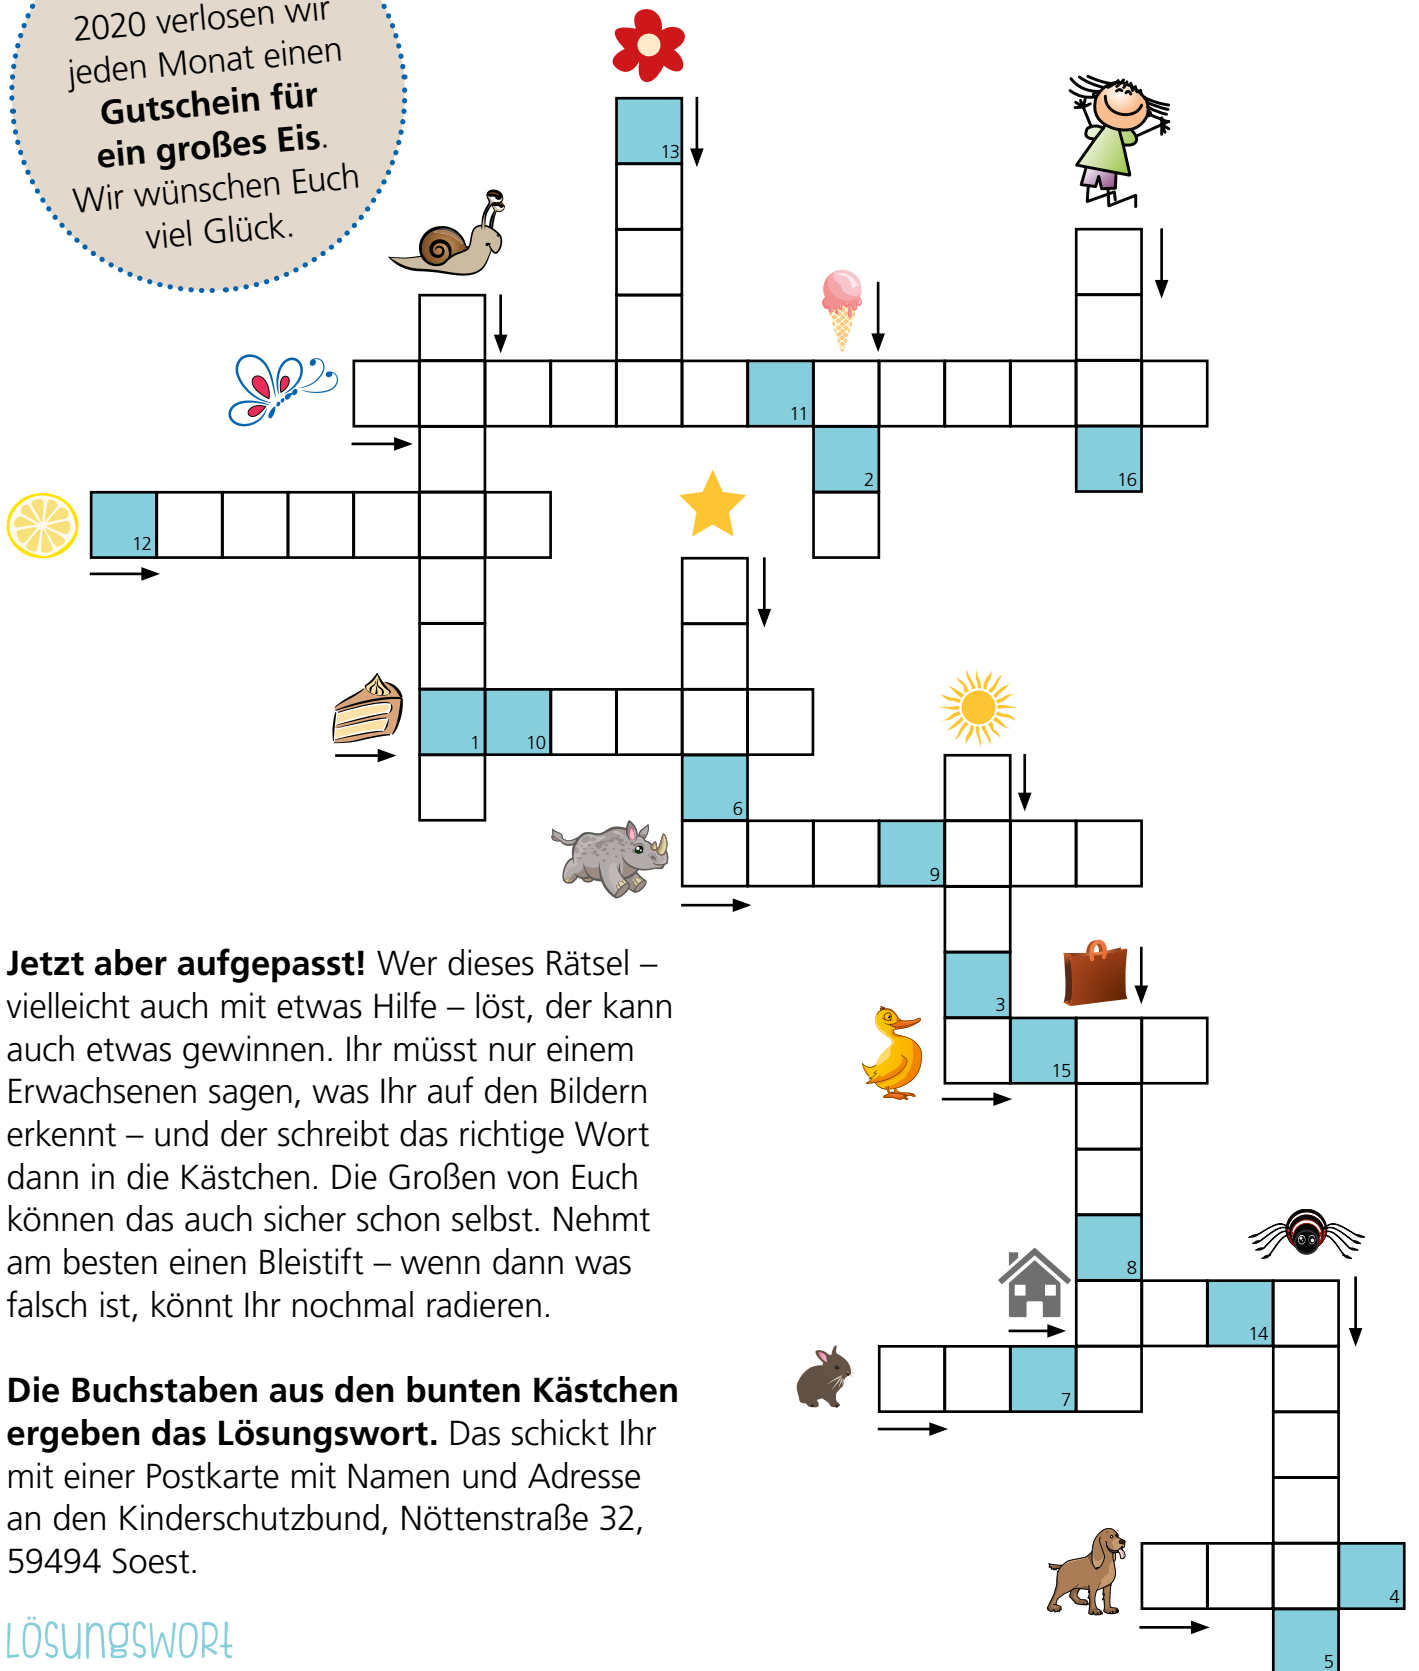 2020 verlosen wir
jeden Monat einen
Gutschein für
ein großes Eis.
Wir wünschen Euch
viel Glück.
13
11
2
16
12
1
10
6
9
3
15
8
14
7
4
5
Jetzt aber aufgepasst! Wer dieses Rätsel –
vielleicht auch mit etwas Hilfe – löst, der kann
auch etwas gewinnen. Ihr müsst nur einem
Erwachsenen sagen, was Ihr auf den Bildern
erkennt – und der schreibt das richtige Wort
dann in die Kästchen. Die Großen von Euch
können das auch sicher schon selbst. Nehmt
am besten einen Bleistift – wenn dann was
falsch ist, könnt Ihr nochmal radieren.
Die Buchstaben aus den bunten Kästchen
ergeben das Lösungswort. Das schickt Ihr
mit einer Postkarte mit Namen und Adresse
an den Kinderschutzbund, Nöttenstraße 32,
59494 Soest.
LÖSUNGSWORT